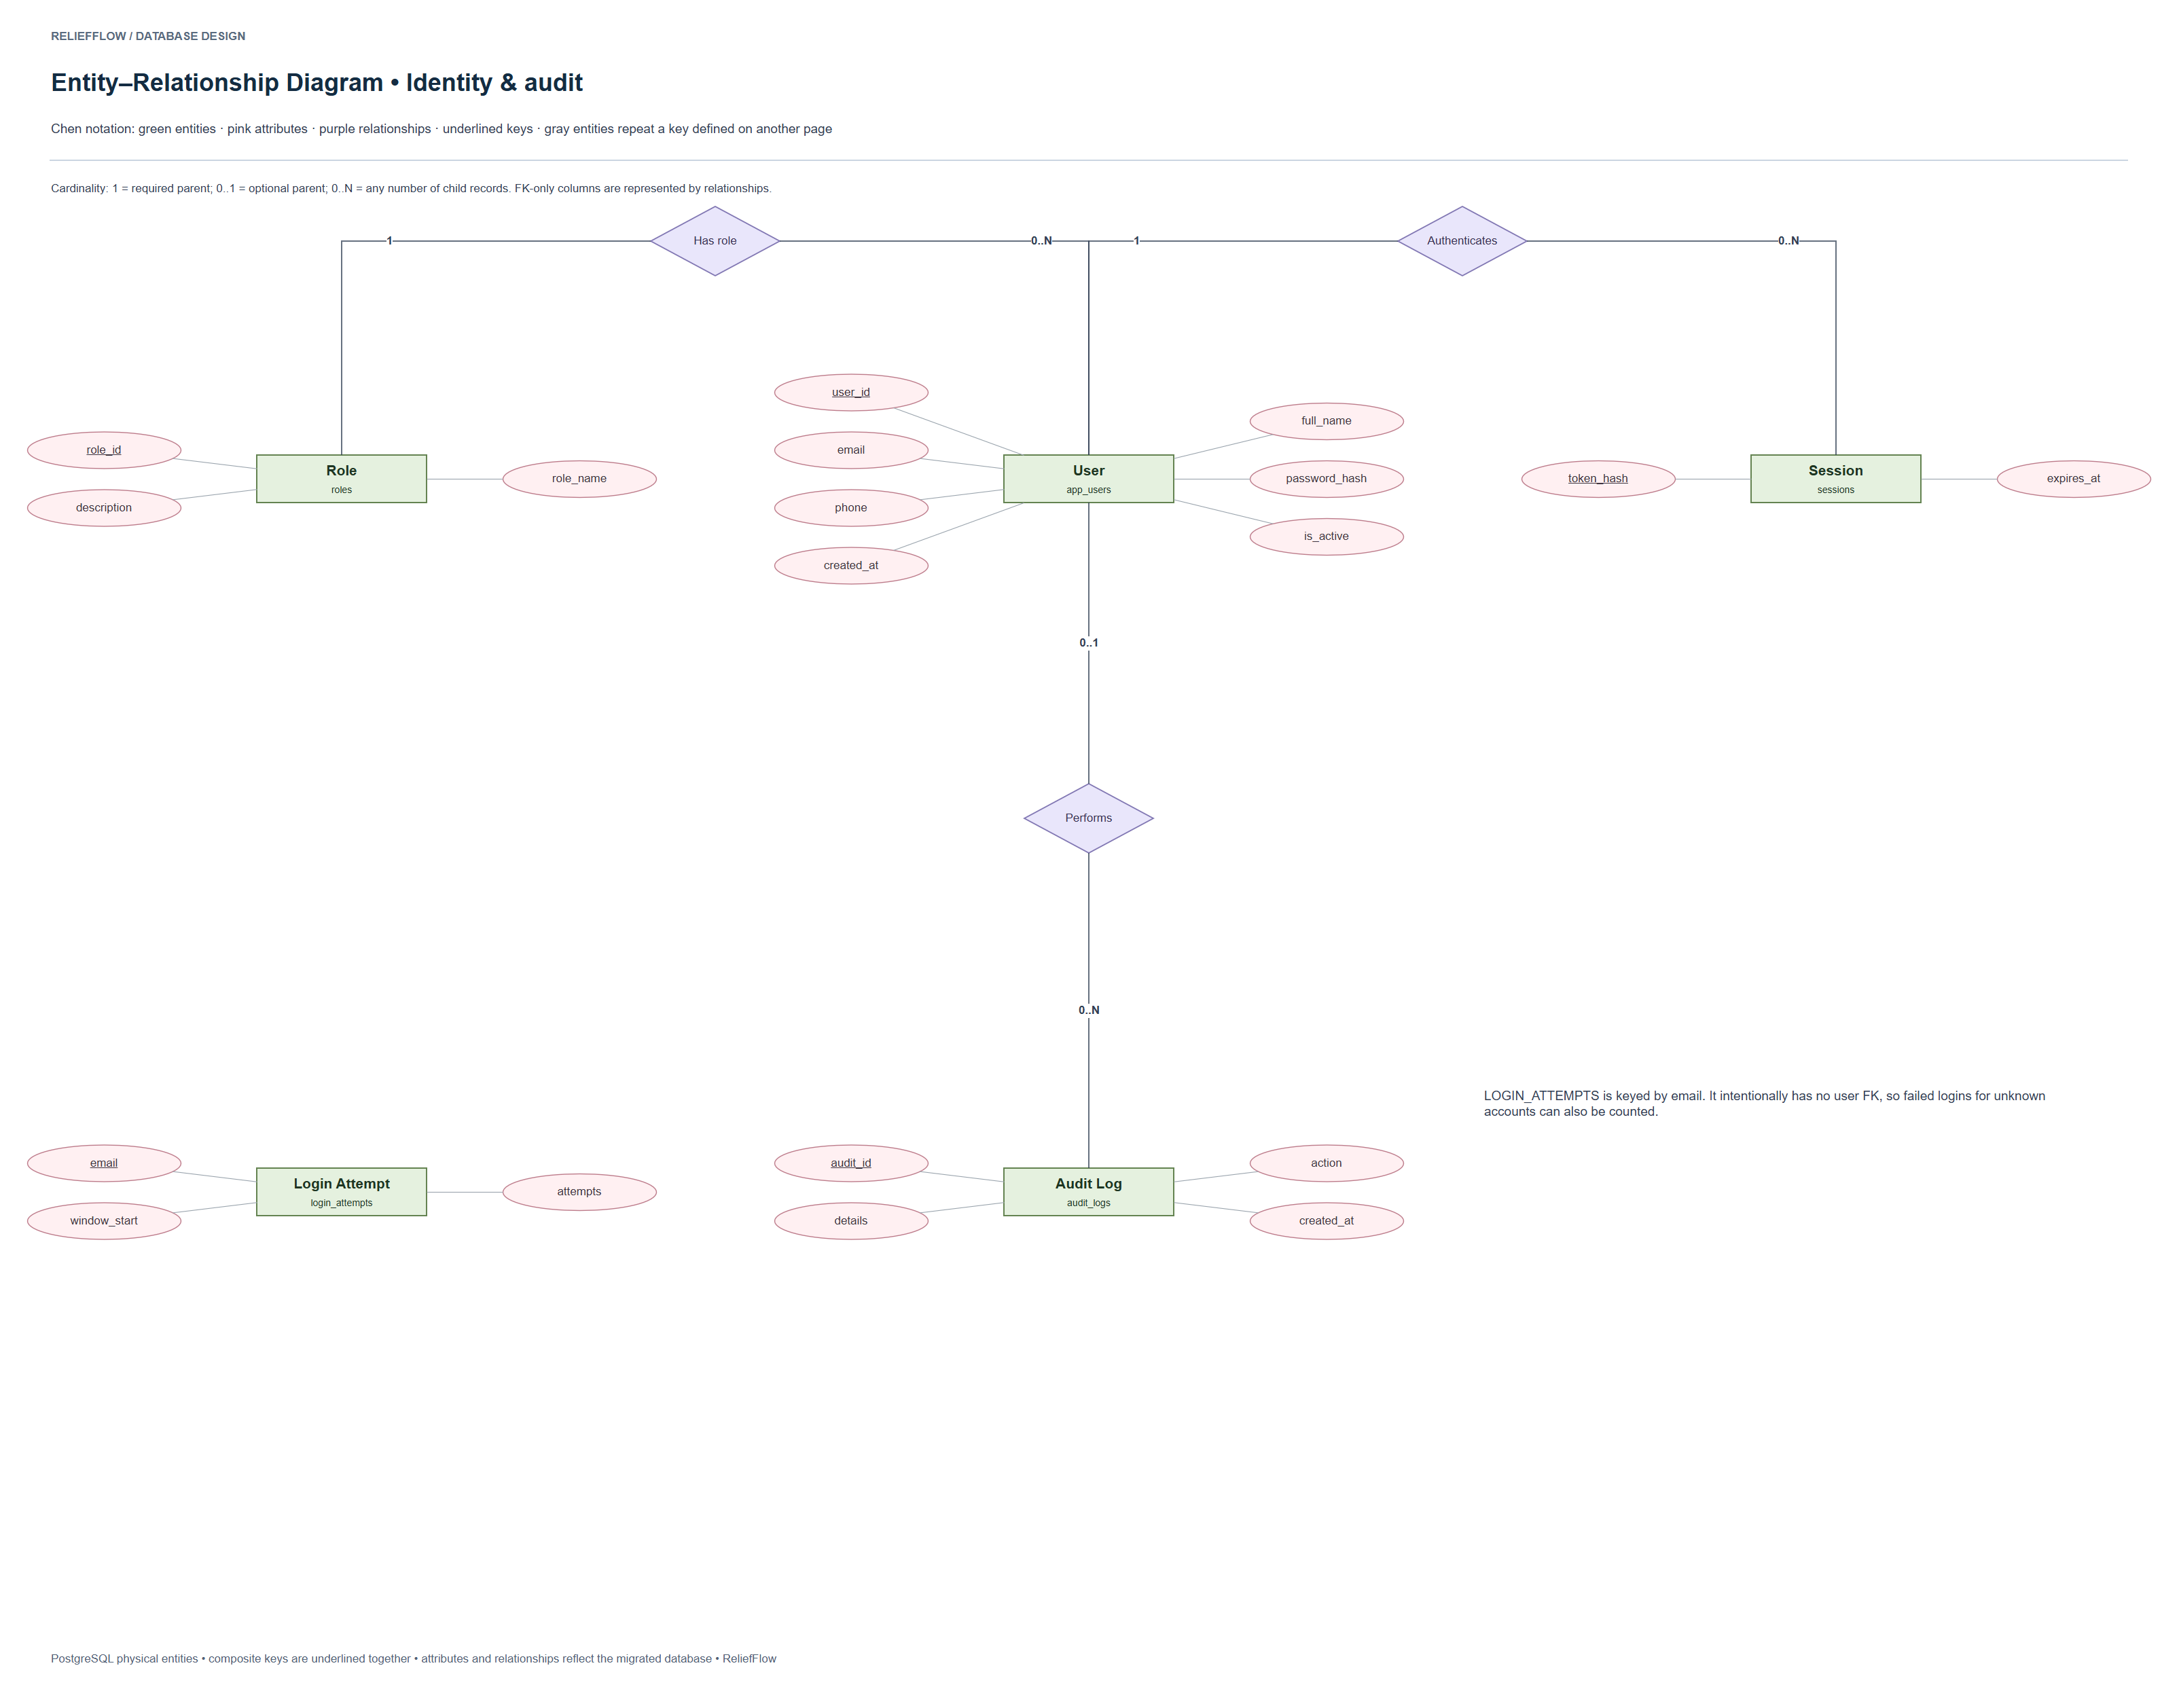 RELIEFFLOW / DATABASE DESIGN
Entity–Relationship Diagram • Identity & audit
Chen notation: green entities · pink attributes · purple relationships · underlined keys · gray entities repeat a key defined on another page
Cardinality: 1 = required parent; 0..1 = optional parent; 0..N = any number of child records. FK-only columns are represented by relationships.
1
Has role
0..N
1
Authenticates
0..N
role_id
description
Role
roles
role_name
user_id
email
phone
created_at
User
app_users
full_name
password_hash
is_active
token_hash
Session
sessions
expires_at
0..1
Performs
0..N
LOGIN_ATTEMPTS is keyed by email. It intentionally has no user FK, so failed logins for unknown
accounts can also be counted.
email
window_start
Login Attempt
login_attempts
attempts
audit_id
details
Audit Log
audit_logs
action
created_at
PostgreSQL physical entities • composite keys are underlined together • attributes and relationships reflect the migrated database • ReliefFlow